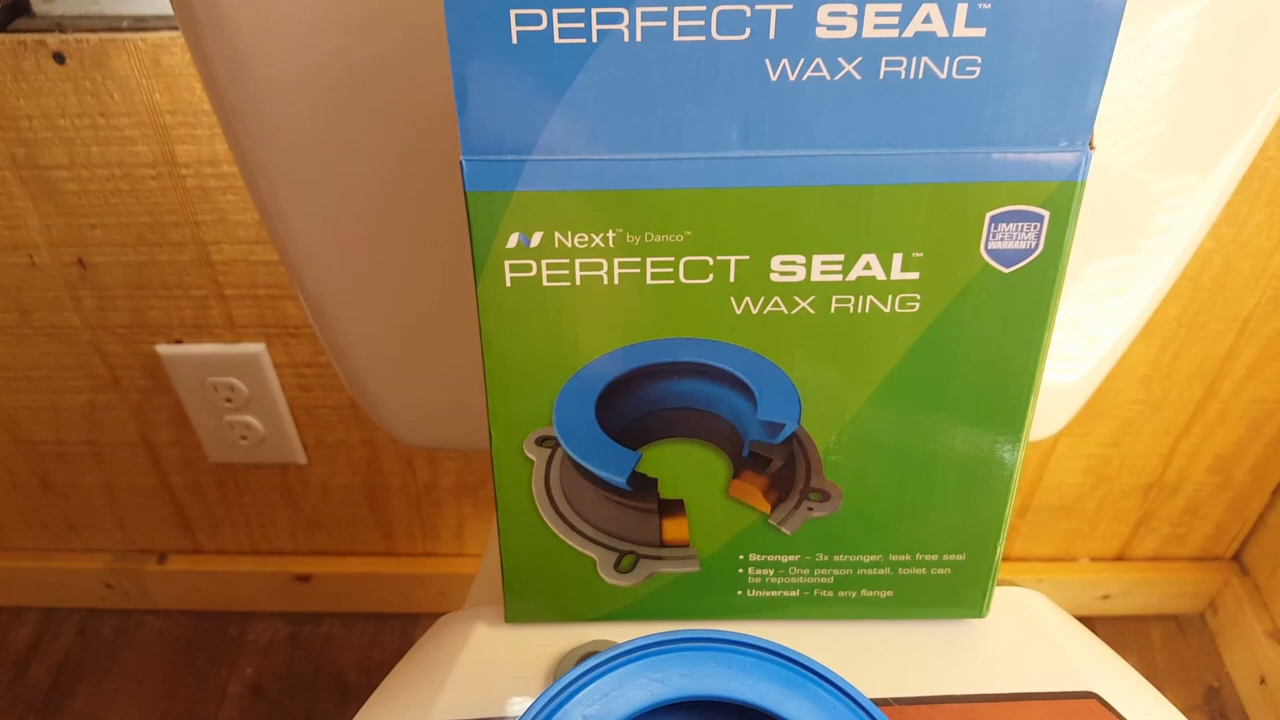 PERFECT SEAL™
WAX RING
Next™ by Danco™
PERFECT SEAL™
WAX RING
LIMITED
LIFETIME
WARRANTY
• Stronger – 3x stronger, leak free seal
• Easy – One person install, toilet can
be repositioned
• Universal – Fits any flange